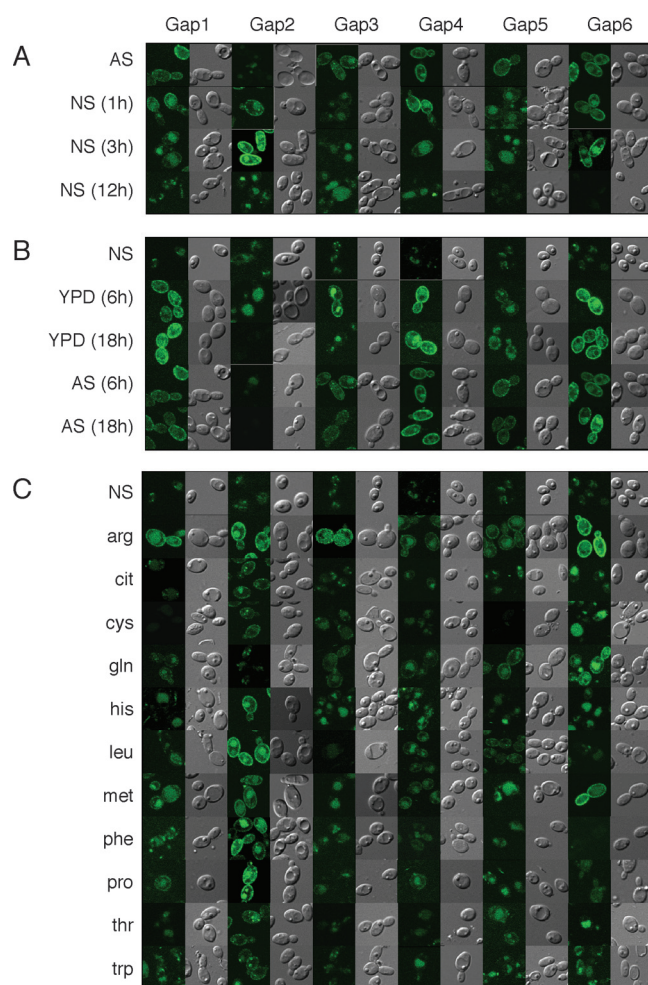 Gap1 Gap2 Gap3 Gap4 Gap5 Gap6
A
AS
NS (1h)
NS (3h)
NS (12h)
B
NS
YPD (6h)
YPD (18h)
AS (6h)
AS (18h)
C
NS
arg
cit
cys
gln
his
leu
met
phe
pro
thr
trp